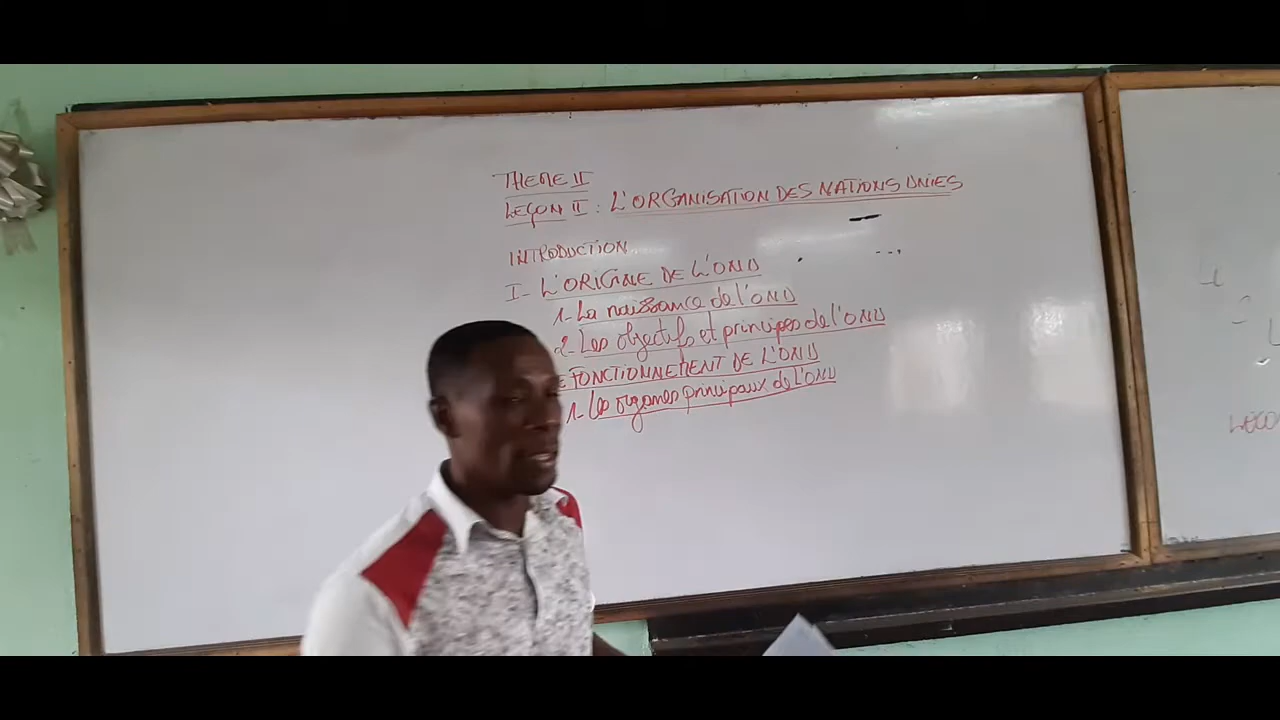 THEME II
LEÇON II : L'ORGANISATION DES NATIONS UNIES
INTRODUCTION
I- L'ORIGINE DE L'ONU
1- La naissance de l'ONU
2- Les objectifs et principes de l'ONU
FONCTIONNEMENT DE L'ONU
1- Les organes principaux de l'ONU